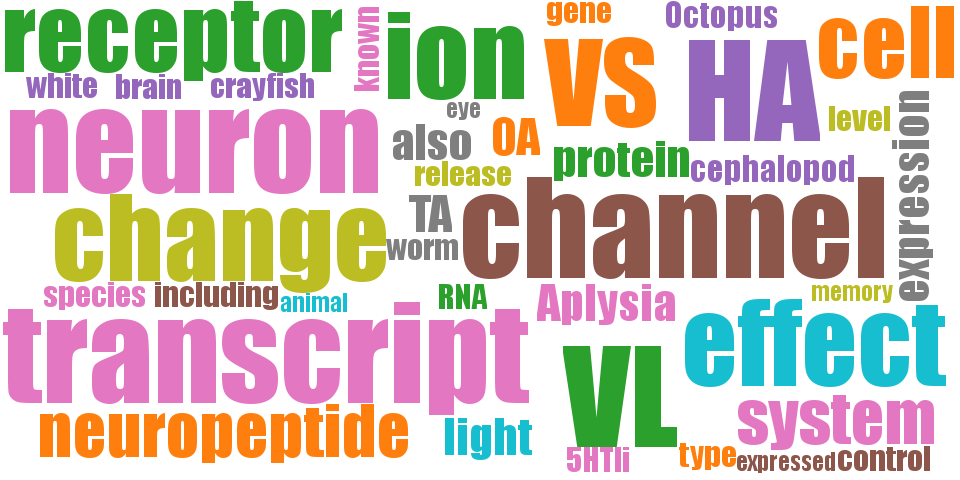 receptor
known
ion
gene
Octopus
cell
white
brain
crayfish
VS
HA
neuron
eye
also
OA
level
expression
release
protein
cephalopod
change
TA
worm
channel
species
including
animal
RNA
Aplysia
memory
transcript
effect
VL
neuropeptide
light
system
5HTli
type
expressed
control